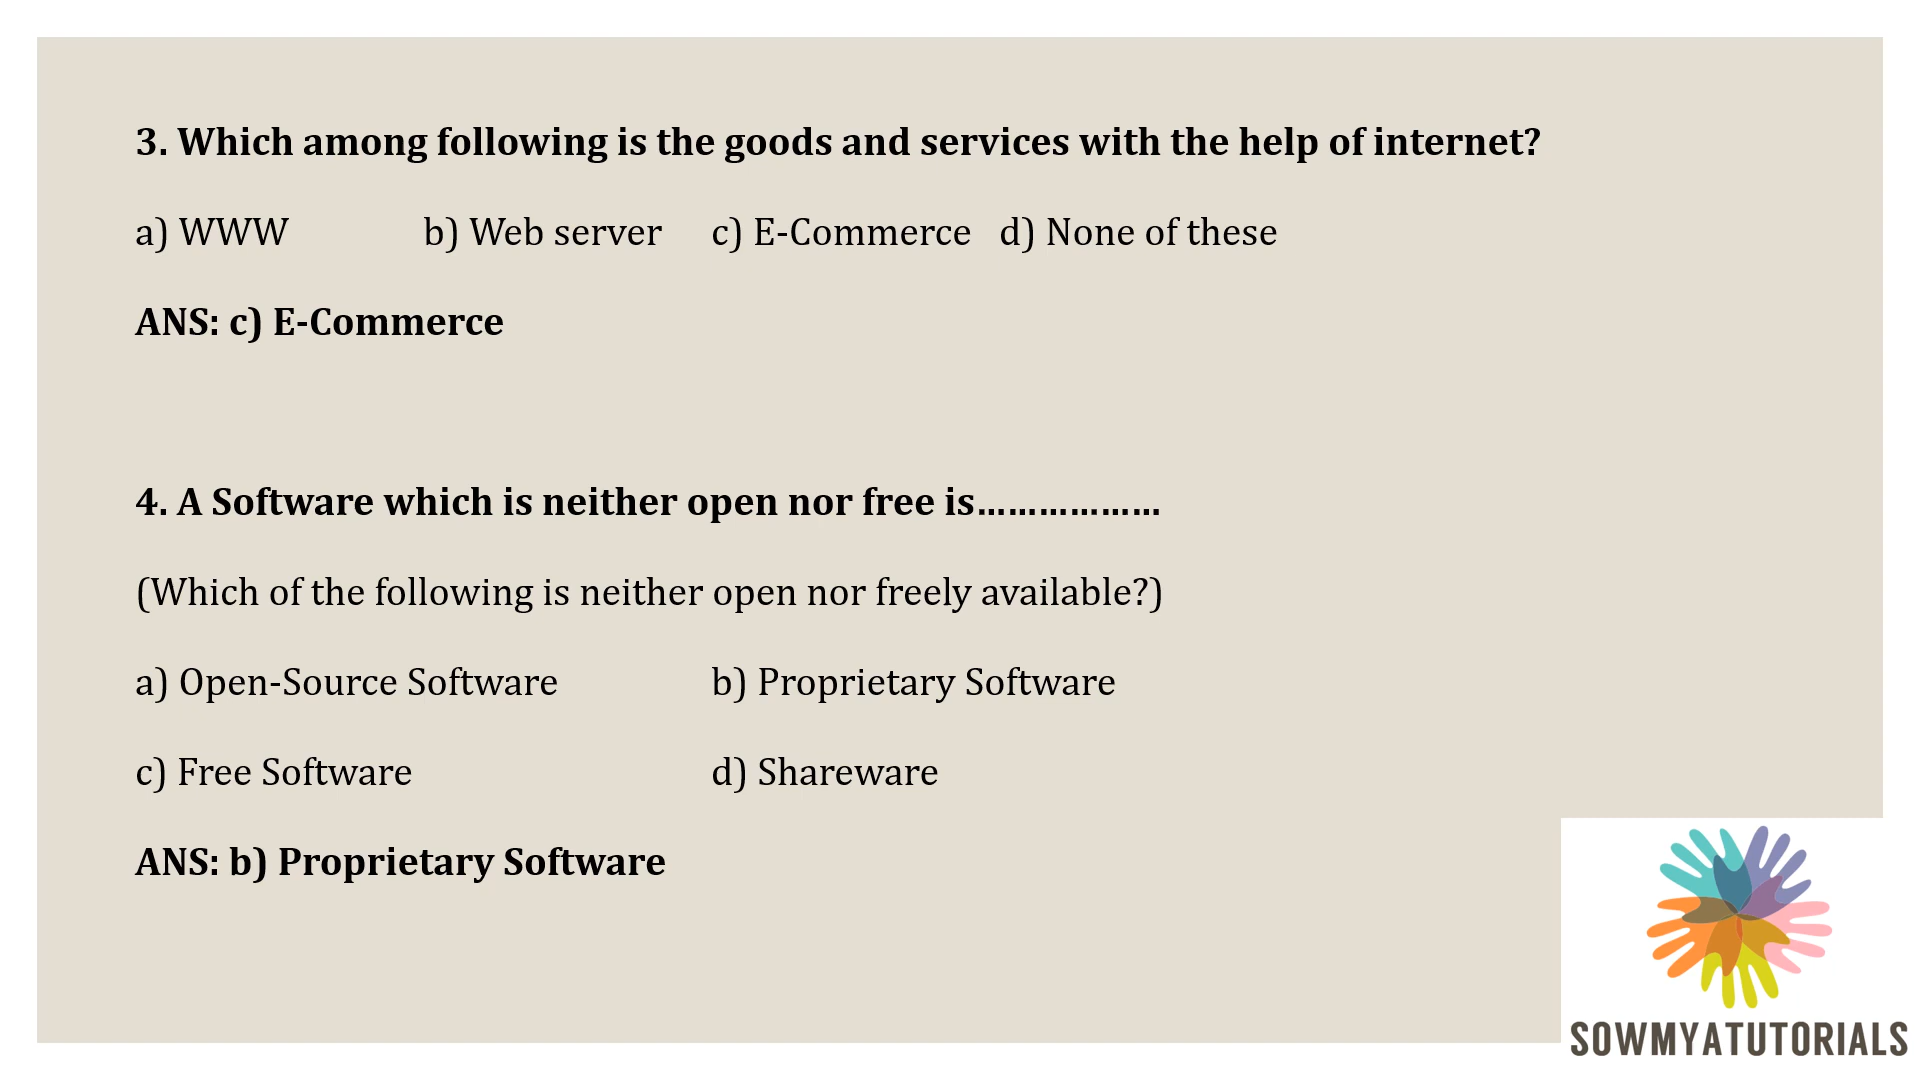 3. Which among following is the goods and services with the help of internet?
a) WWW b) Web server c) E-Commerce d) None of these
ANS: c) E-Commerce
4. A Software which is neither open nor free is………………
(Which of the following is neither open nor freely available?)
a) Open-Source Software b) Proprietary Software
c) Free Software d) Shareware
ANS: b) Proprietary Software
SOWMYATUTORIALS